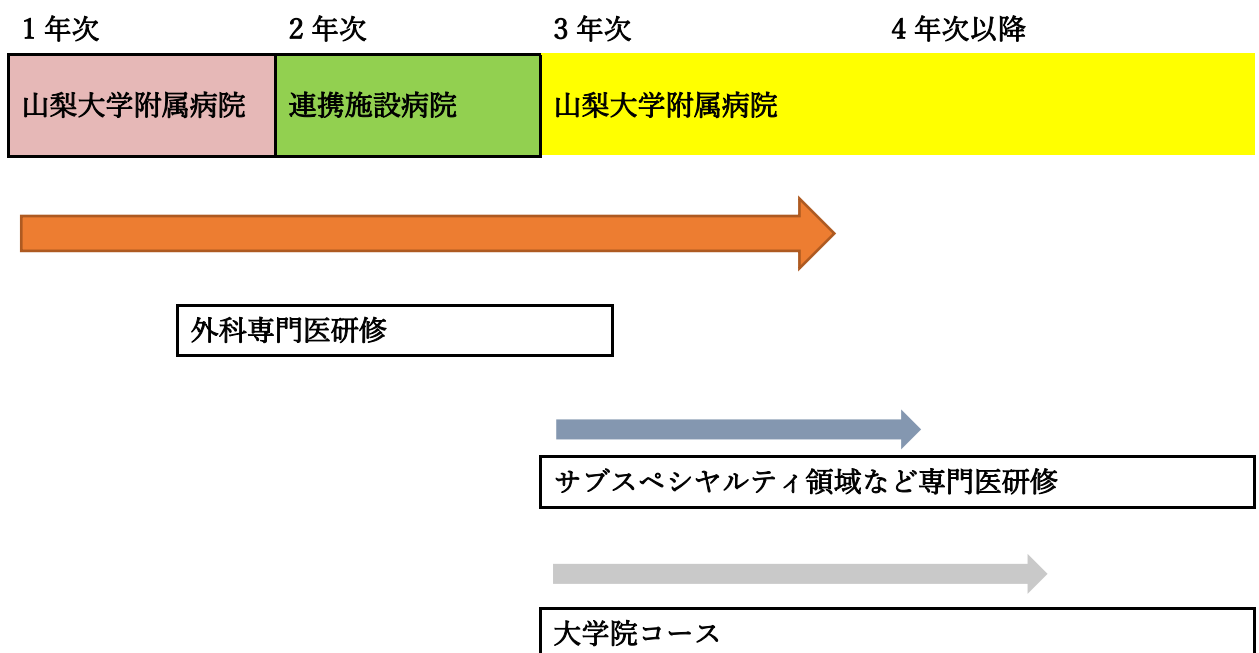 1年次 2年次 3年次 4年次以降
山梨大学附属病院 連携施設病院 山梨大学附属病院
外科専門医研修
サブスペシヤルティ領域など専門医研修
大学院コース